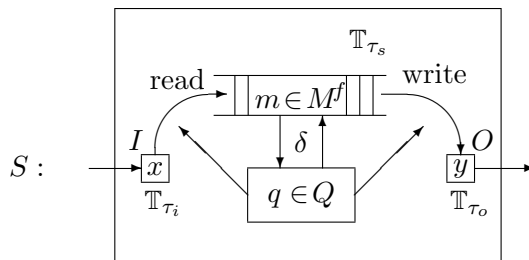 𝕋_{τ_s}
read
write
m ∈ M^f
I
δ
O
S :
x
y
q ∈ Q
𝕋_{τ_i}
𝕋_{τ_o}